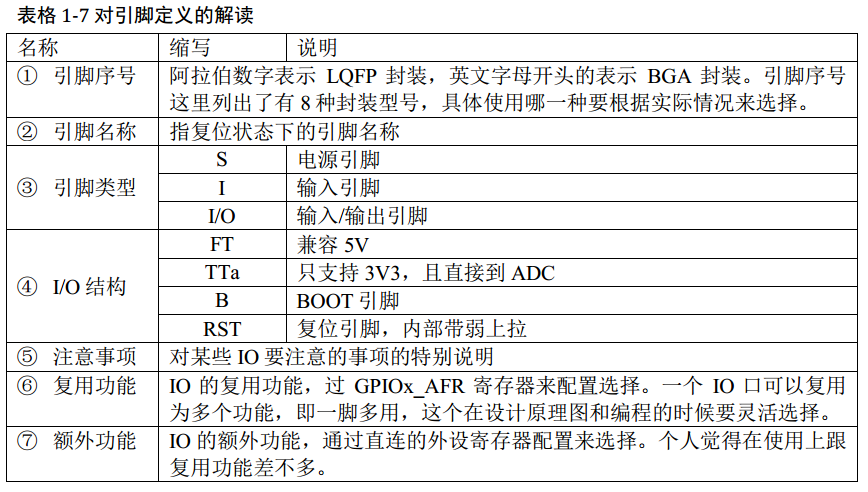 表格 1-7 对引脚定义的解读
名称 缩写 说明
① 引脚序号 阿拉伯数字表示 LQFP 封装，英文字母开头的表示 BGA 封装。引脚序号
这里列出了有 8 种封装型号，具体使用哪一种要根据实际情况来选择。
② 引脚名称 指复位状态下的引脚名称
③ 引脚类型 S 电源引脚
I 输入引脚
I/O 输入/输出引脚
④ I/O 结构 FT 兼容 5V
TTa 只支持 3V3，且直接到 ADC
B BOOT 引脚
RST 复位引脚，内部带弱上拉
⑤ 注意事项 对某些 IO 要注意的事项的特别说明
⑥ 复用功能 IO 的复用功能，过 GPIOx_AFR 寄存器来配置选择。一个 IO 口可以复用
为多个功能，即一脚多用，这个在设计原理图和编程的时候要灵活选择。
⑦ 额外功能 IO 的额外功能，通过直连的外设寄存器配置来选择。个人觉得在使用上跟
复用功能差不多。